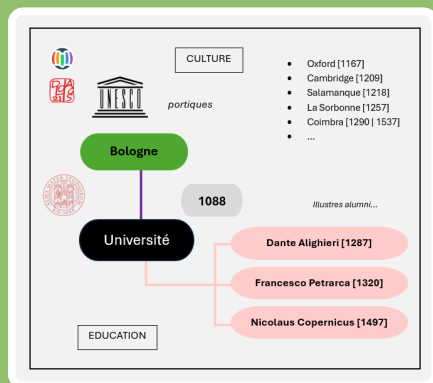 CULTURE
UNESCO
portiques
Oxford [1167]
Cambridge [1209]
Salamanque [1218]
La Sorbonne [1257]
Coimbra [1290 | 1537]
...
Bologne
1088
Illustres alumni...
Université
Dante Alighieri [1287]
Francesco Petrarca [1320]
Nicolaus Copernicus [1497]
EDUCATION